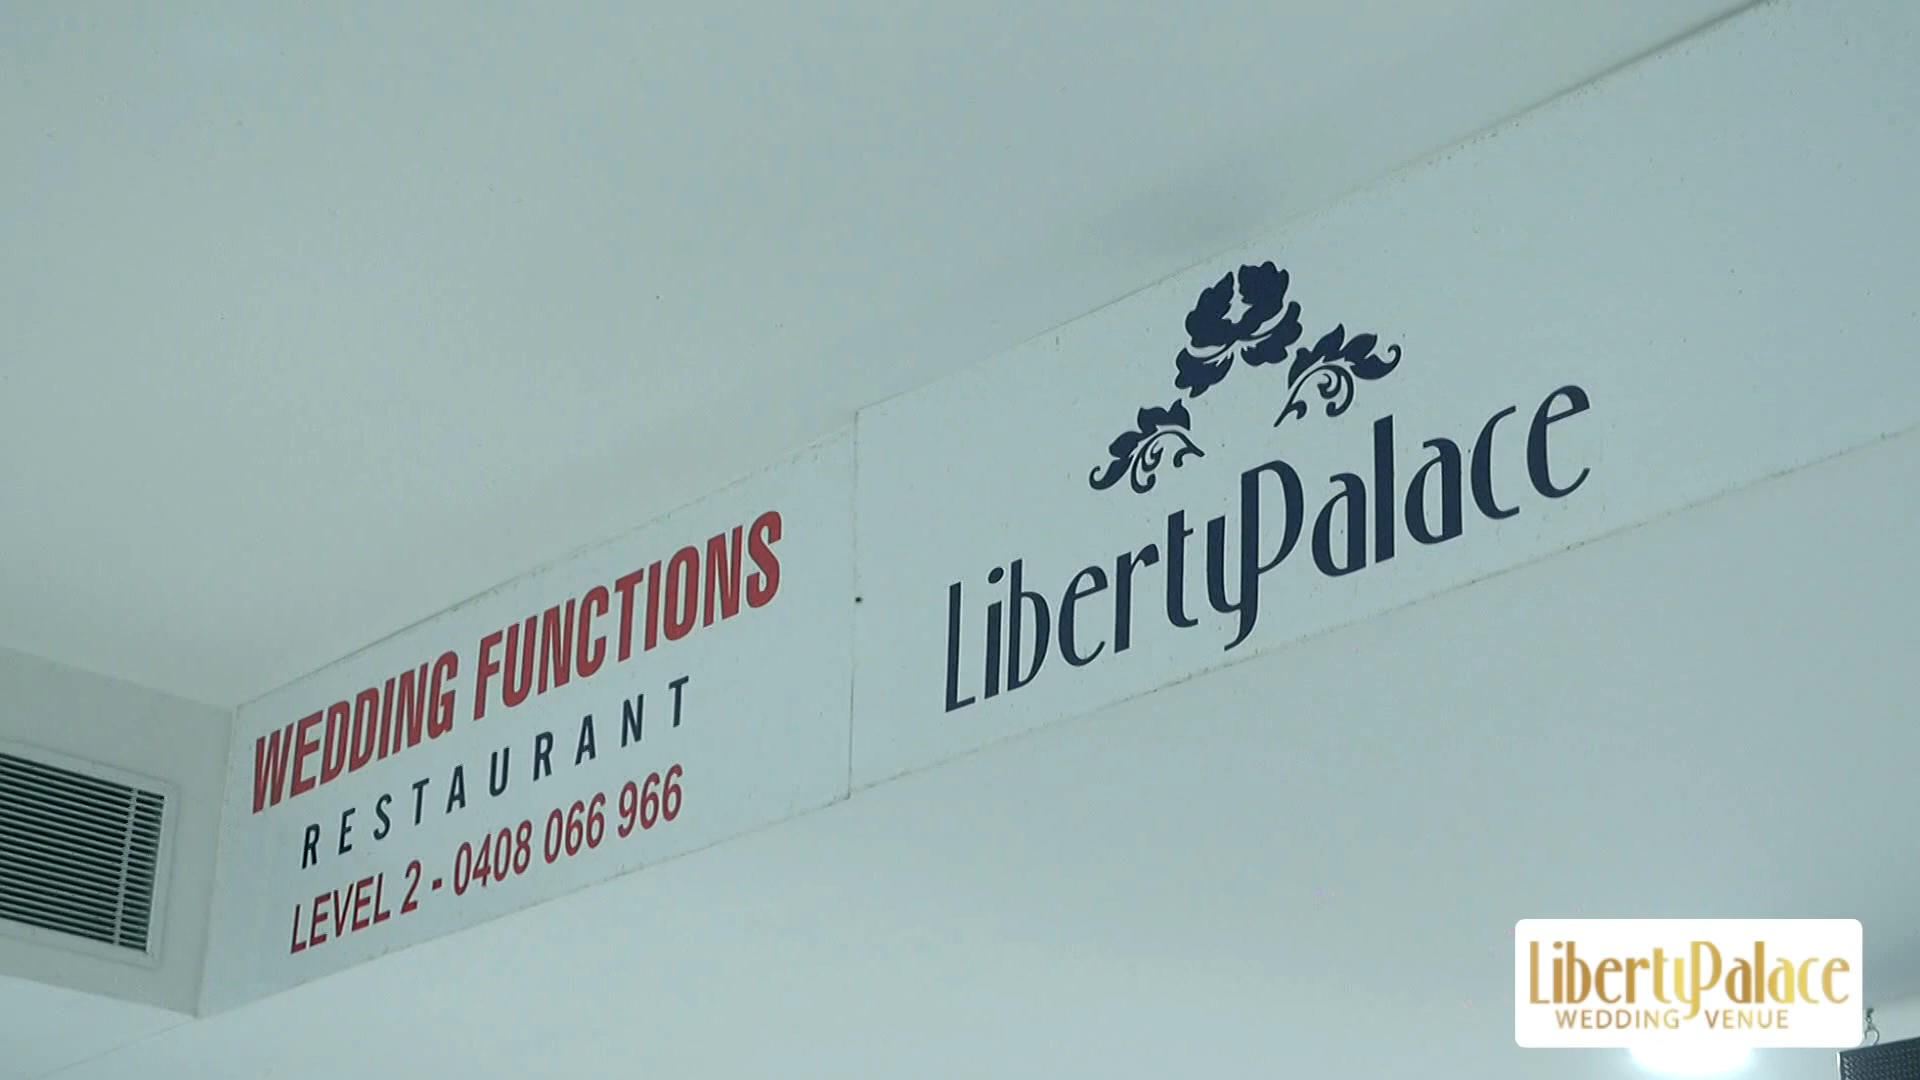 WEDDING FUNCTIONS
RESTAURANT
LEVEL 2 - 0408 066 966
LibertyPalace
LibertyPalace
WEDDING VENUE